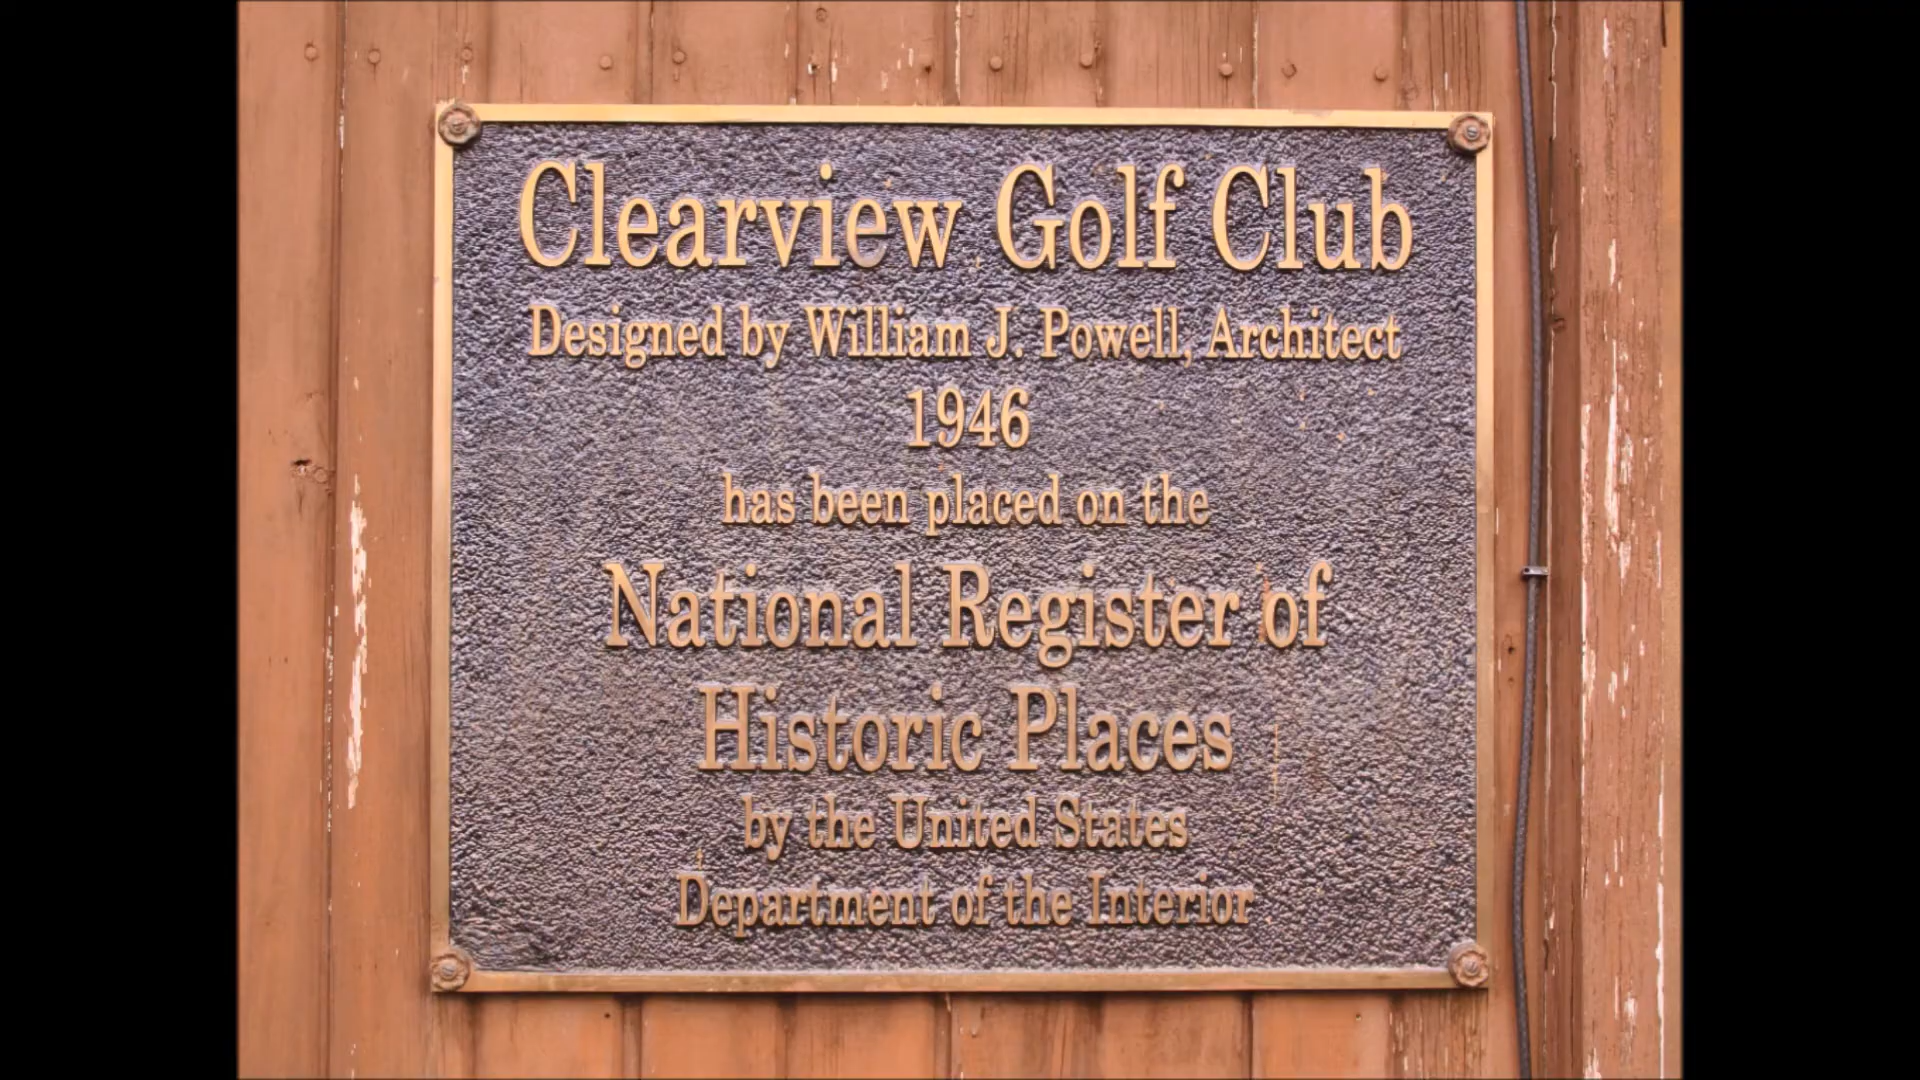 Clearview Golf Club
Designed by William J. Powell, Architect
1946
has been placed on the
National Register of
Historic Places
by the United States
Department of the Interior